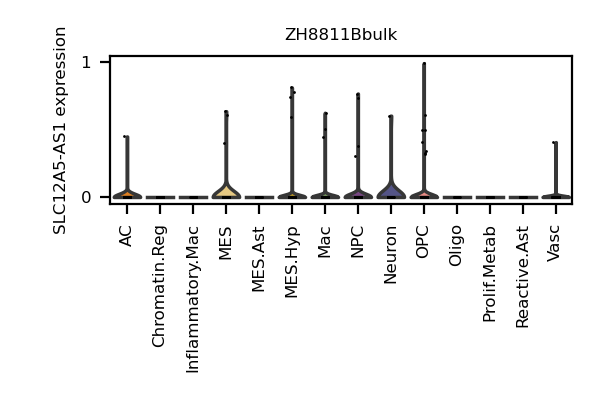 ZH8811Bbulk
SLC12A5-AS1 expression
1
0
AC
Chromatin.Reg
Inflammatory.Mac
MES
MES.Ast
MES.Hyp
Mac
NPC
Neuron
OPC
Oligo
Prolif.Metab
Reactive.Ast
Vasc